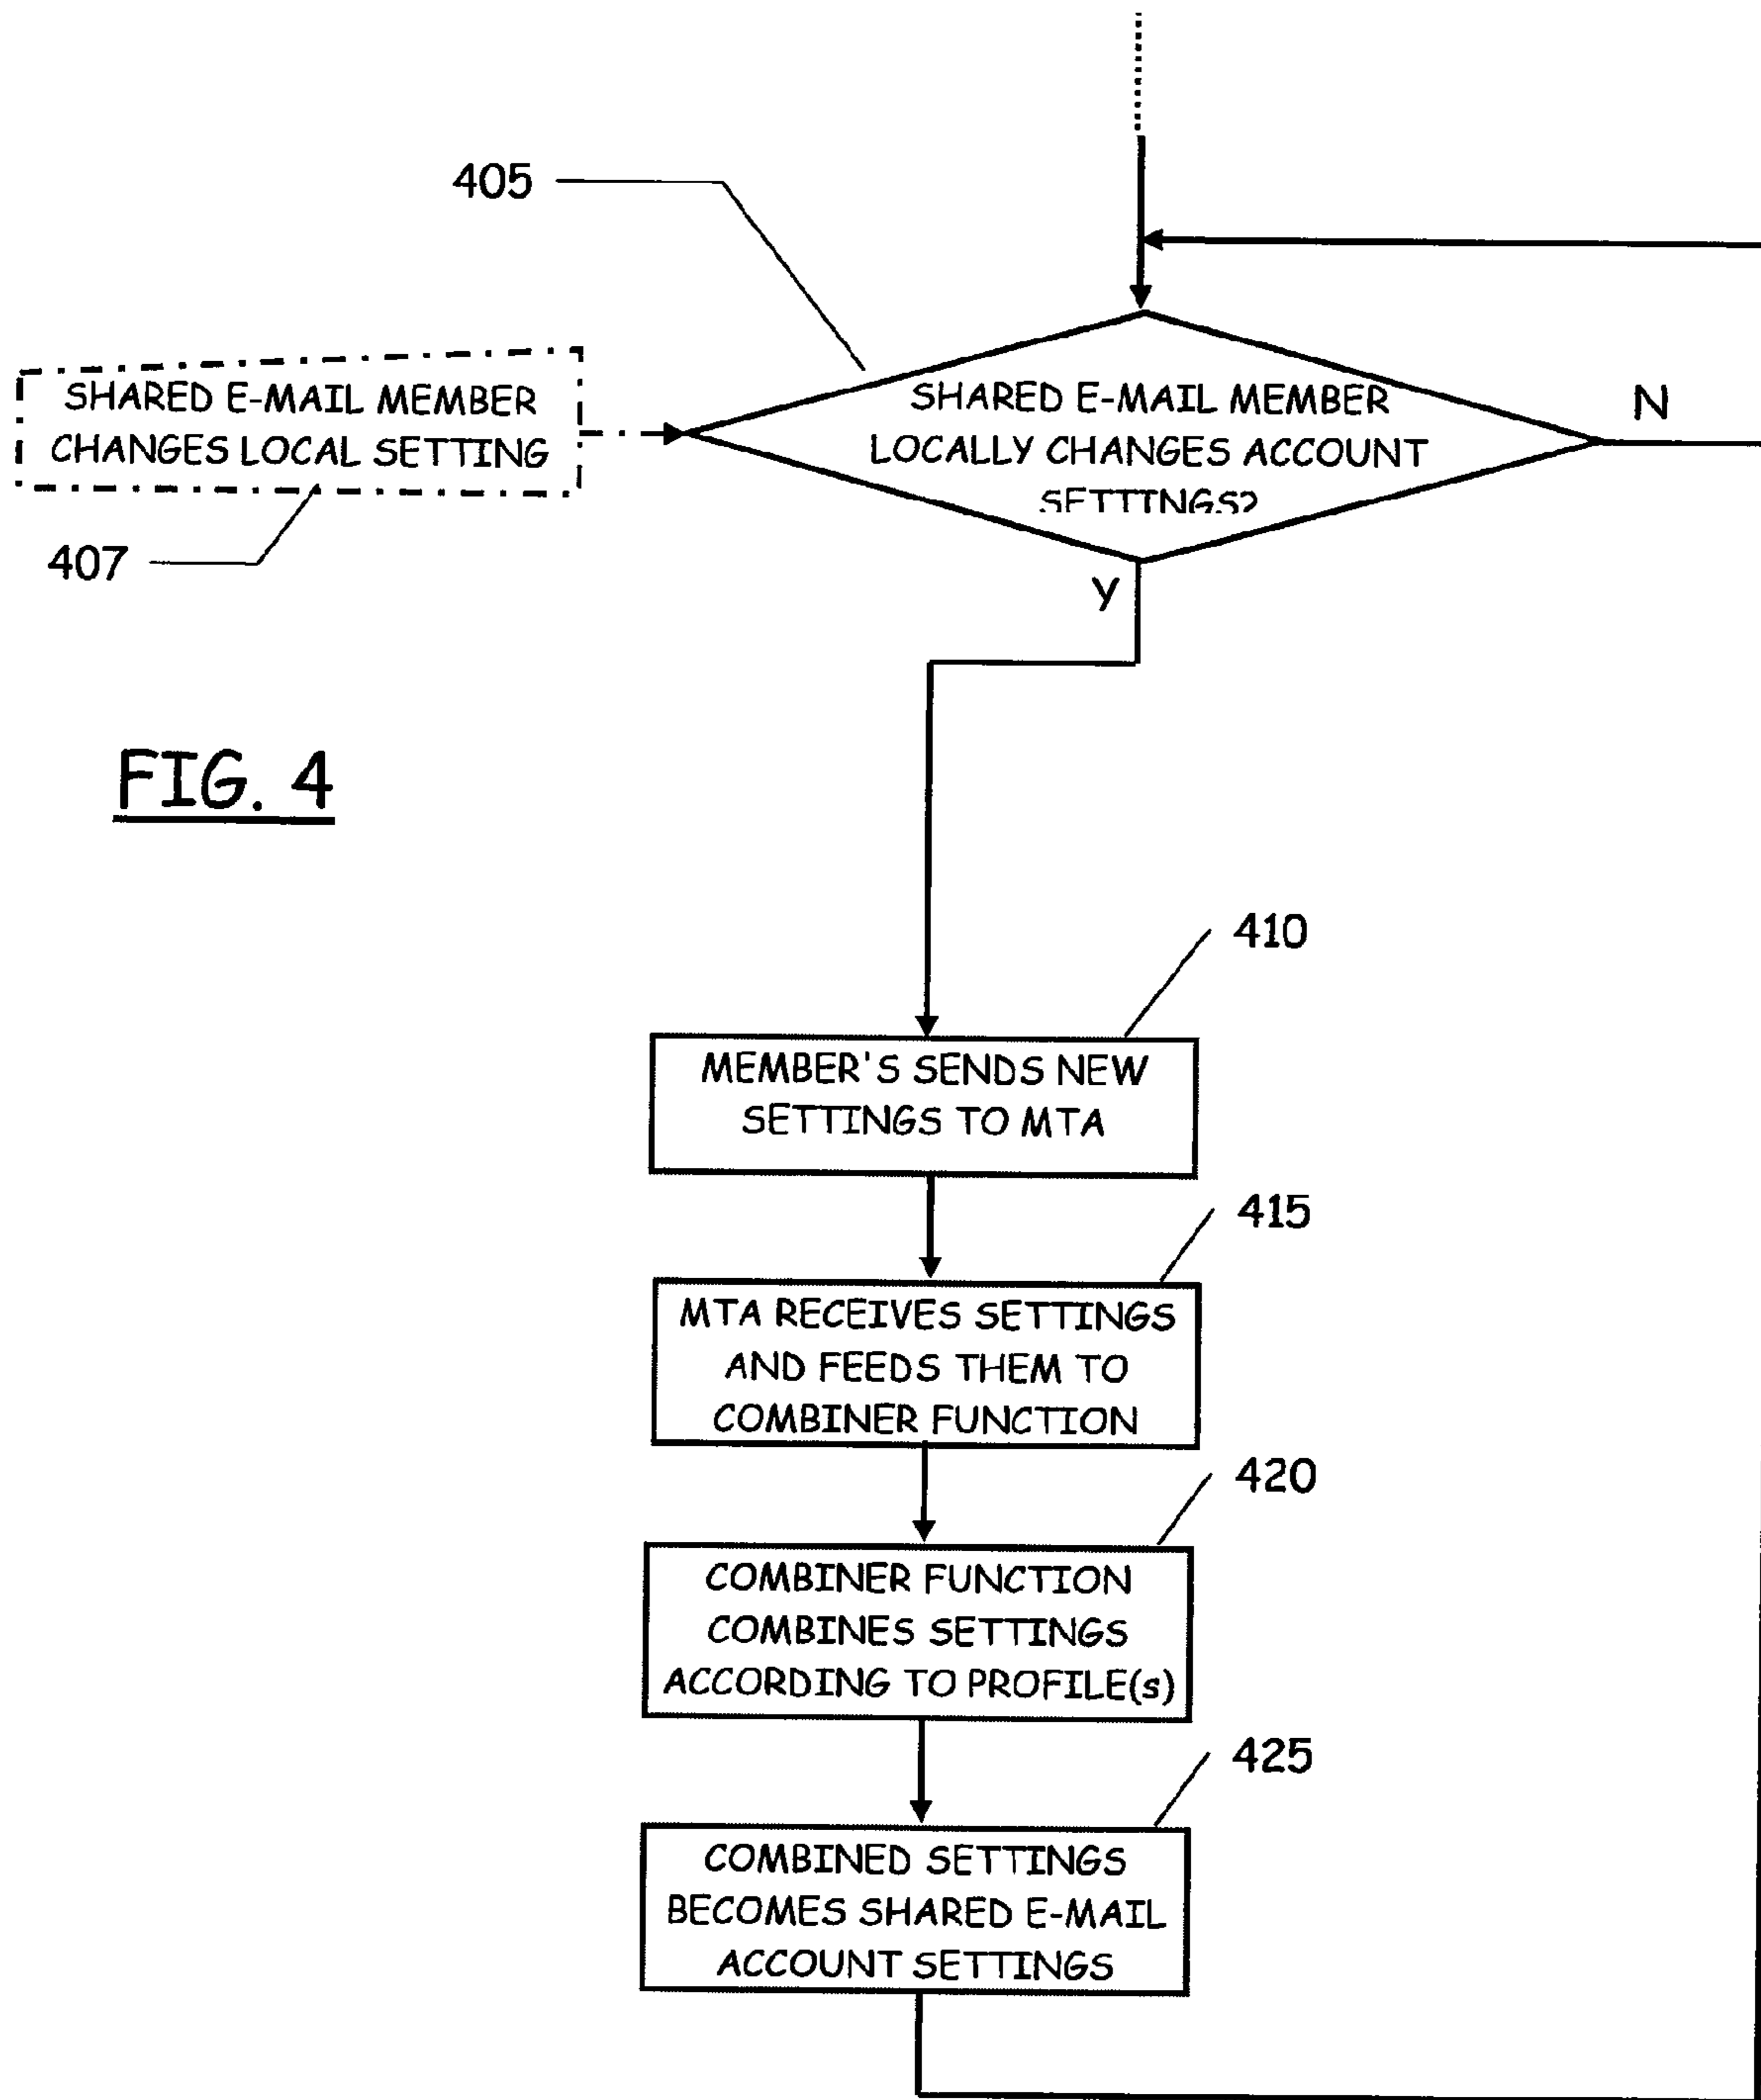 405
SHARED E-MAIL MEMBER
CHANGES LOCAL SETTING
SHARED E-MAIL MEMBER
LOCALLY CHANGES ACCOUNT
SETTINGS?
N
407
Y
FIG. 4
410
MEMBER'S SENDS NEW
SETTINGS TO MTA
415
MTA RECEIVES SETTINGS
AND FEEDS THEM TO
COMBINER FUNCTION
420
COMBINER FUNCTION
COMBINES SETTINGS
ACCORDING TO PROFILE(s)
425
COMBINED SETTINGS
BECOMES SHARED E-MAIL
ACCOUNT SETTINGS